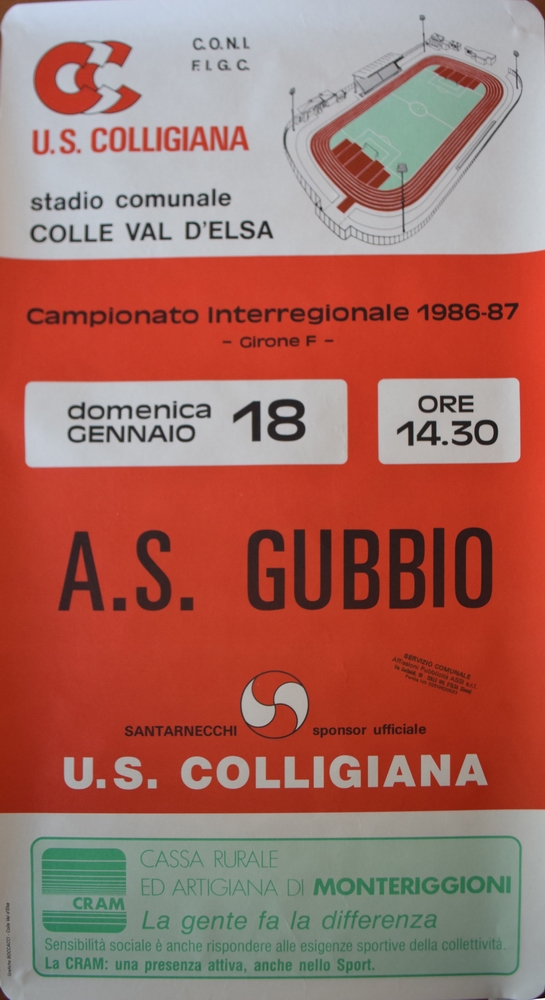 C.O.N.I.
F.I.G.C.
U.S. COLLIGIANA
stadio comunale
COLLE VAL D'ELSA
Campionato Interregionale 1986-87
- Girone F -
domenica
GENNAIO
18
ORE
14.30
A.S. GUBBIO
SERVIZIO COMUNALE
SANTARNECCHI
sponsor ufficiale
U.S. COLLIGIANA
CRAM
CASSA RURALE
ED ARTIGIANA DI MONTERIGGIONI
La gente fa la differenza
Sensibilità sociale è anche rispondere alle esigenze sportive della collettività.
La CRAM: una presenza attiva, anche nello Sport.